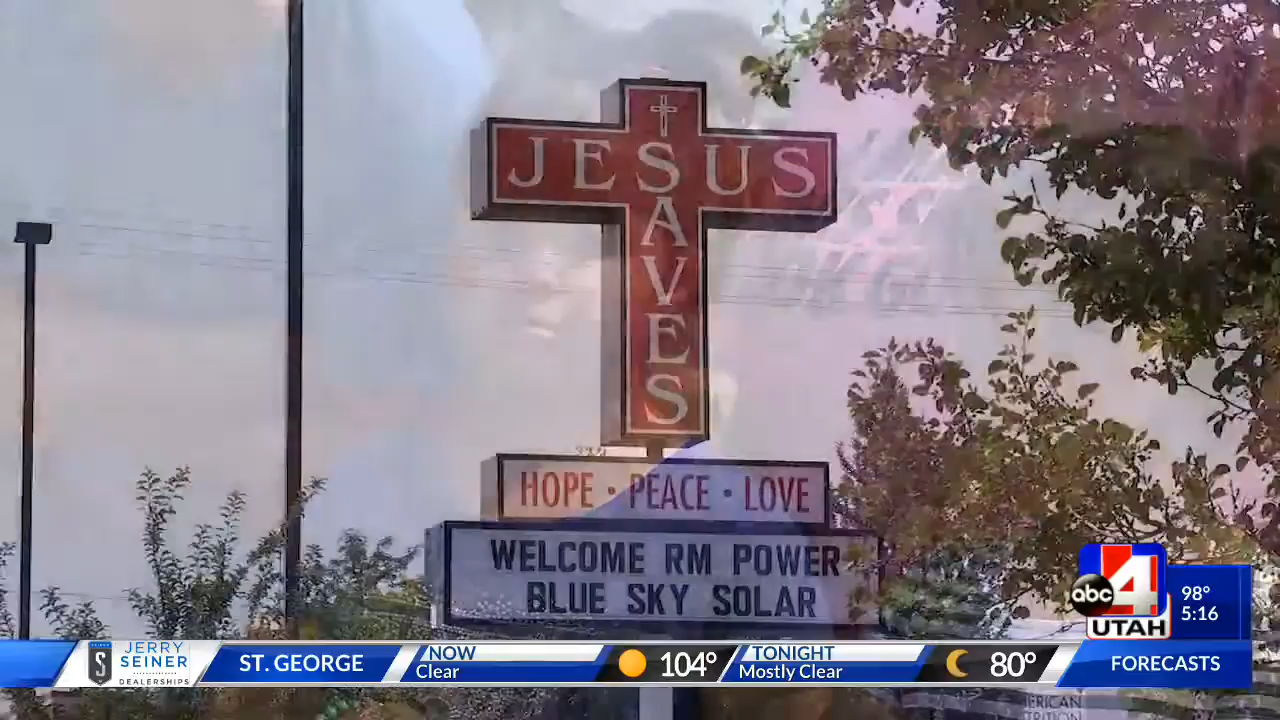 JESUS
SAVES
HOPE · PEACE · LOVE
WELCOME RM POWER
BLUE SKY SOLAR
abc 4
UTAH
98°
5:16
S
JERRY
SEINER
DEALERSHIPS
ST. GEORGE
NOW
Clear
104°
TONIGHT
Mostly Clear
80°
FORECASTS